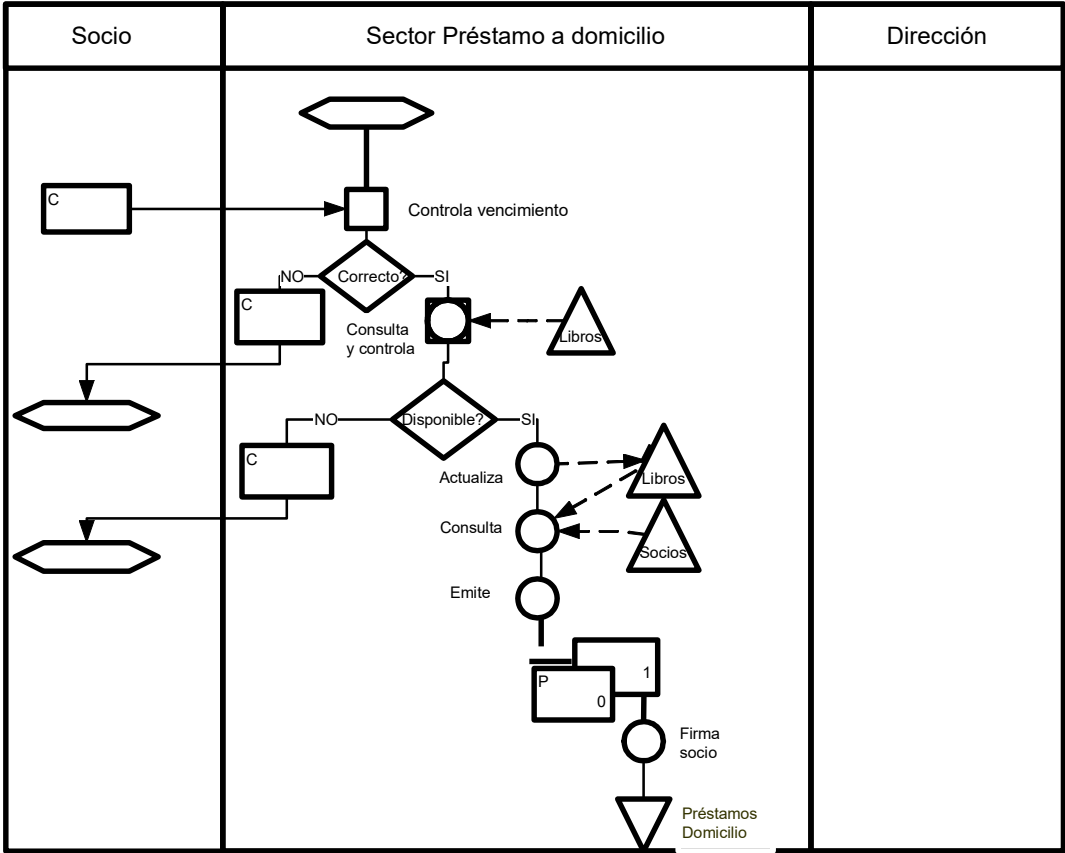 Socio
Sector Préstamo a domicilio
Dirección
C
Controla vencimiento
NO
Correcto?
SI
C
Consulta
y controla
Libros
NO
Disponible?
SI
C
Actualiza
Libros
Consulta
Socios
Emite
1
P
0
Firma
socio
Préstamos
Domicilio